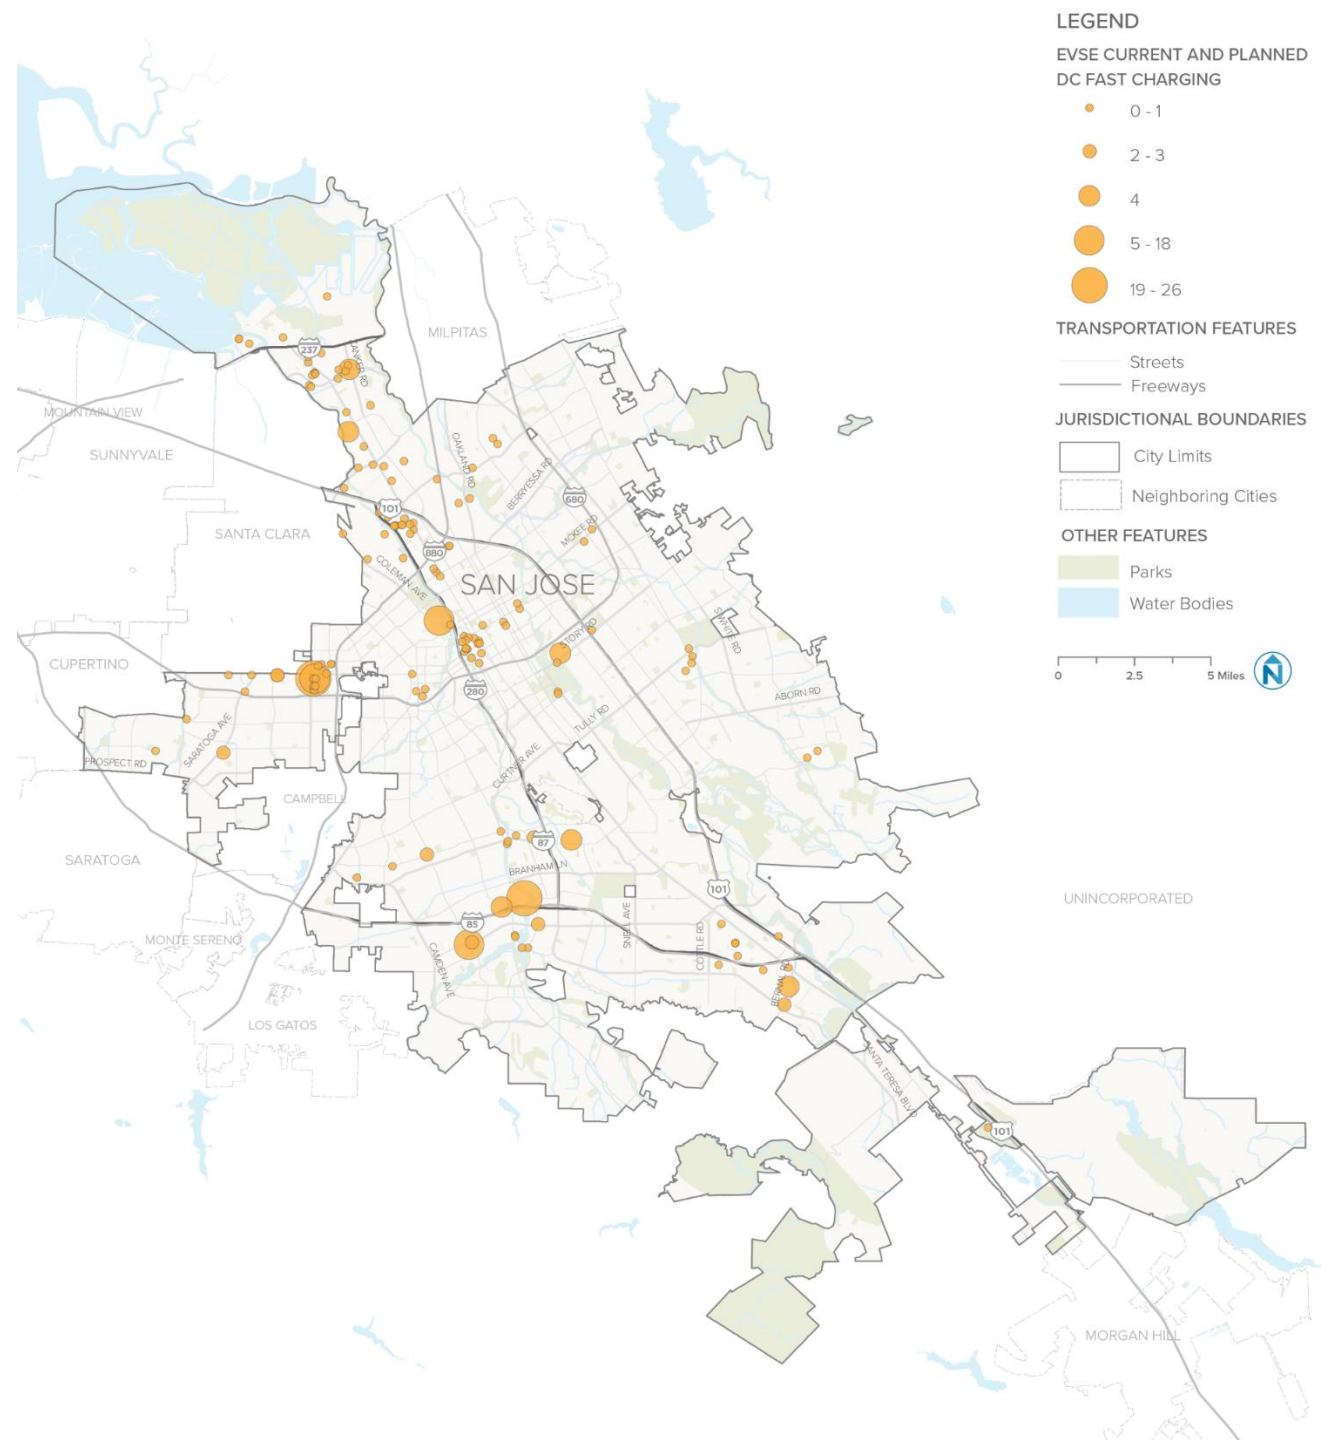 LEGEND
EVSE CURRENT AND PLANNED
DC FAST CHARGING
0 - 1
2 - 3
4
5 - 18
19 - 26
TRANSPORTATION FEATURES
Streets
Freeways
JURISDICTIONAL BOUNDARIES
City Limits
Neighboring Cities
OTHER FEATURES
Parks
Water Bodies
0 2.5 5 Miles
N
MILPITAS
237
MOUNTAIN VIEW
SUNNYVALE
OAKLAND RD
BERRYESSA RD
680
101
SANTA CLARA
MCKEE RD
880
COLEMAN AVE
SAN JOSE
S WHITE RD
STORY RD
CUPERTINO
280
ABORN RD
TULLY RD
SARATOGA AVE
PROSPECT RD
CURTNER AVE
CAMPBELL
87
SARATOGA
BRANHAM LN
101
UNINCORPORATED
85
SNELL AVE
COTTLE RD
MONTE SERENO
CAMDEN AVE
BERNAL RD
LOS GATOS
SANTA TERESA BLVD
101
MORGAN HILL